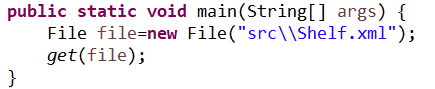 public static void main(String[] args) {
    File file=new File("src\\Shelf.xml");
    get(file);
}